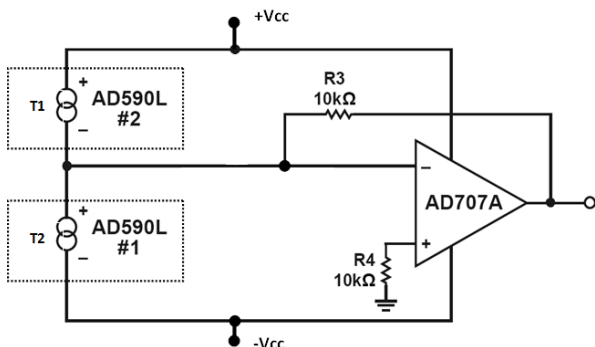 +Vcc
R3
10kΩ
+
T1
AD590L
#2
−
−
AD707A
+
T2
AD590L
#1
−
+
R4
10kΩ
-Vcc